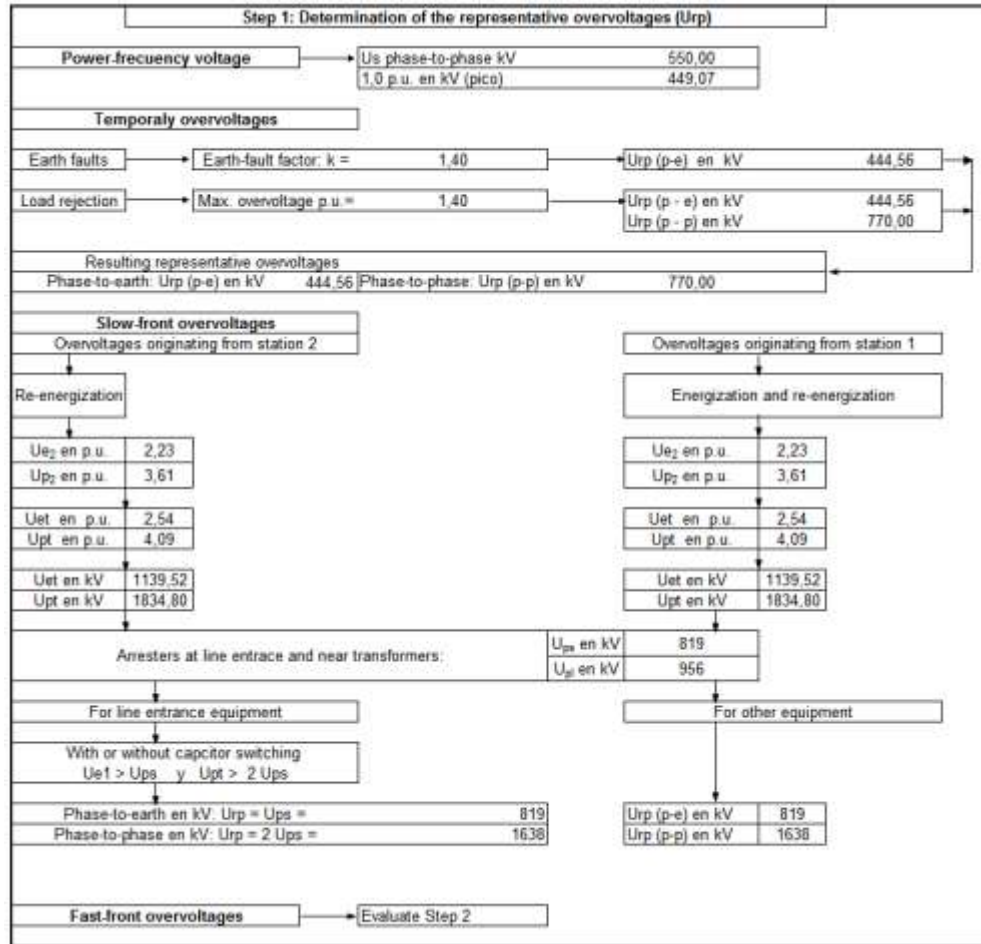 Step 1: Determination of the representative overvoltages (Urp)
Power-frecuency voltage
Us phase-to-phase kV 550,00
1,0 p.u. en kV (pico) 449,07
Temporaly overvoltages
Earth faults Earth-fault factor: k = 1,40 Urp (p-e) en kV 444,56
Load rejection Max. overvoltage p.u.= 1,40 Urp (p - e) en kV 444,56
Urp (p - p) en kV 770,00
Resulting representative overvoltages
Phase-to-earth: Urp (p-e) en kV 444,56 Phase-to-phase: Urp (p-p) en kV 770,00
Slow-front overvoltages
Overvoltages originating from station 2 Overvoltages originating from station 1
Re-energization Energization and re-energization
Ue₂ en p.u. 2,23 Ue₂ en p.u. 2,23
Up₂ en p.u. 3,61 Up₂ en p.u. 3,61
Uet en p.u. 2,54 Uet en p.u. 2,54
Upt en p.u. 4,09 Upt en p.u. 4,09
Uet en kV 1139,52 Uet en kV 1139,52
Upt en kV 1834,80 Upt en kV 1834,80
Arresters at line entrace and near transformers: Ups en kV 819
Upl en kV 956
For line entrance equipment For other equipment
With or without capcitor switching
Ue1 > Ups y Upt > 2 Ups
Phase-to-earth en kV: Urp = Ups = 819 Urp (p-e) en kV 819
Phase-to-phase en kV: Urp = 2 Ups = 1638 Urp (p-p) en kV 1638
Fast-front overvoltages Evaluate Step 2